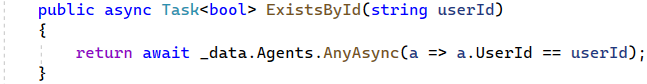 public async Task<bool> ExistsById(string userId)
{
    return await _data.Agents.AnyAsync(a => a.UserId == userId);
}